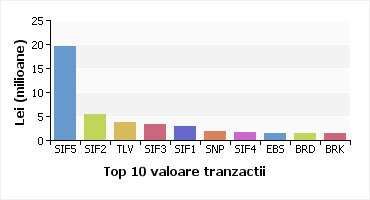 Lei (milioane)
25
20
15
10
5
0
SIF5 SIF2 TLV SIF3 SIF1 SNP SIF4 EBS BRD BRK
Top 10 valoare tranzactii